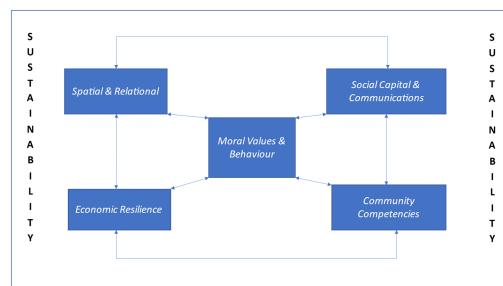 S
U
S
T
A
I
N
A
B
I
L
I
T
Y
Spatial & Relational
Social Capital &
Communications
Moral Values &
Behaviour
Economic Resilience
Community
Competencies
S
U
S
T
A
I
N
A
B
I
L
I
T
Y